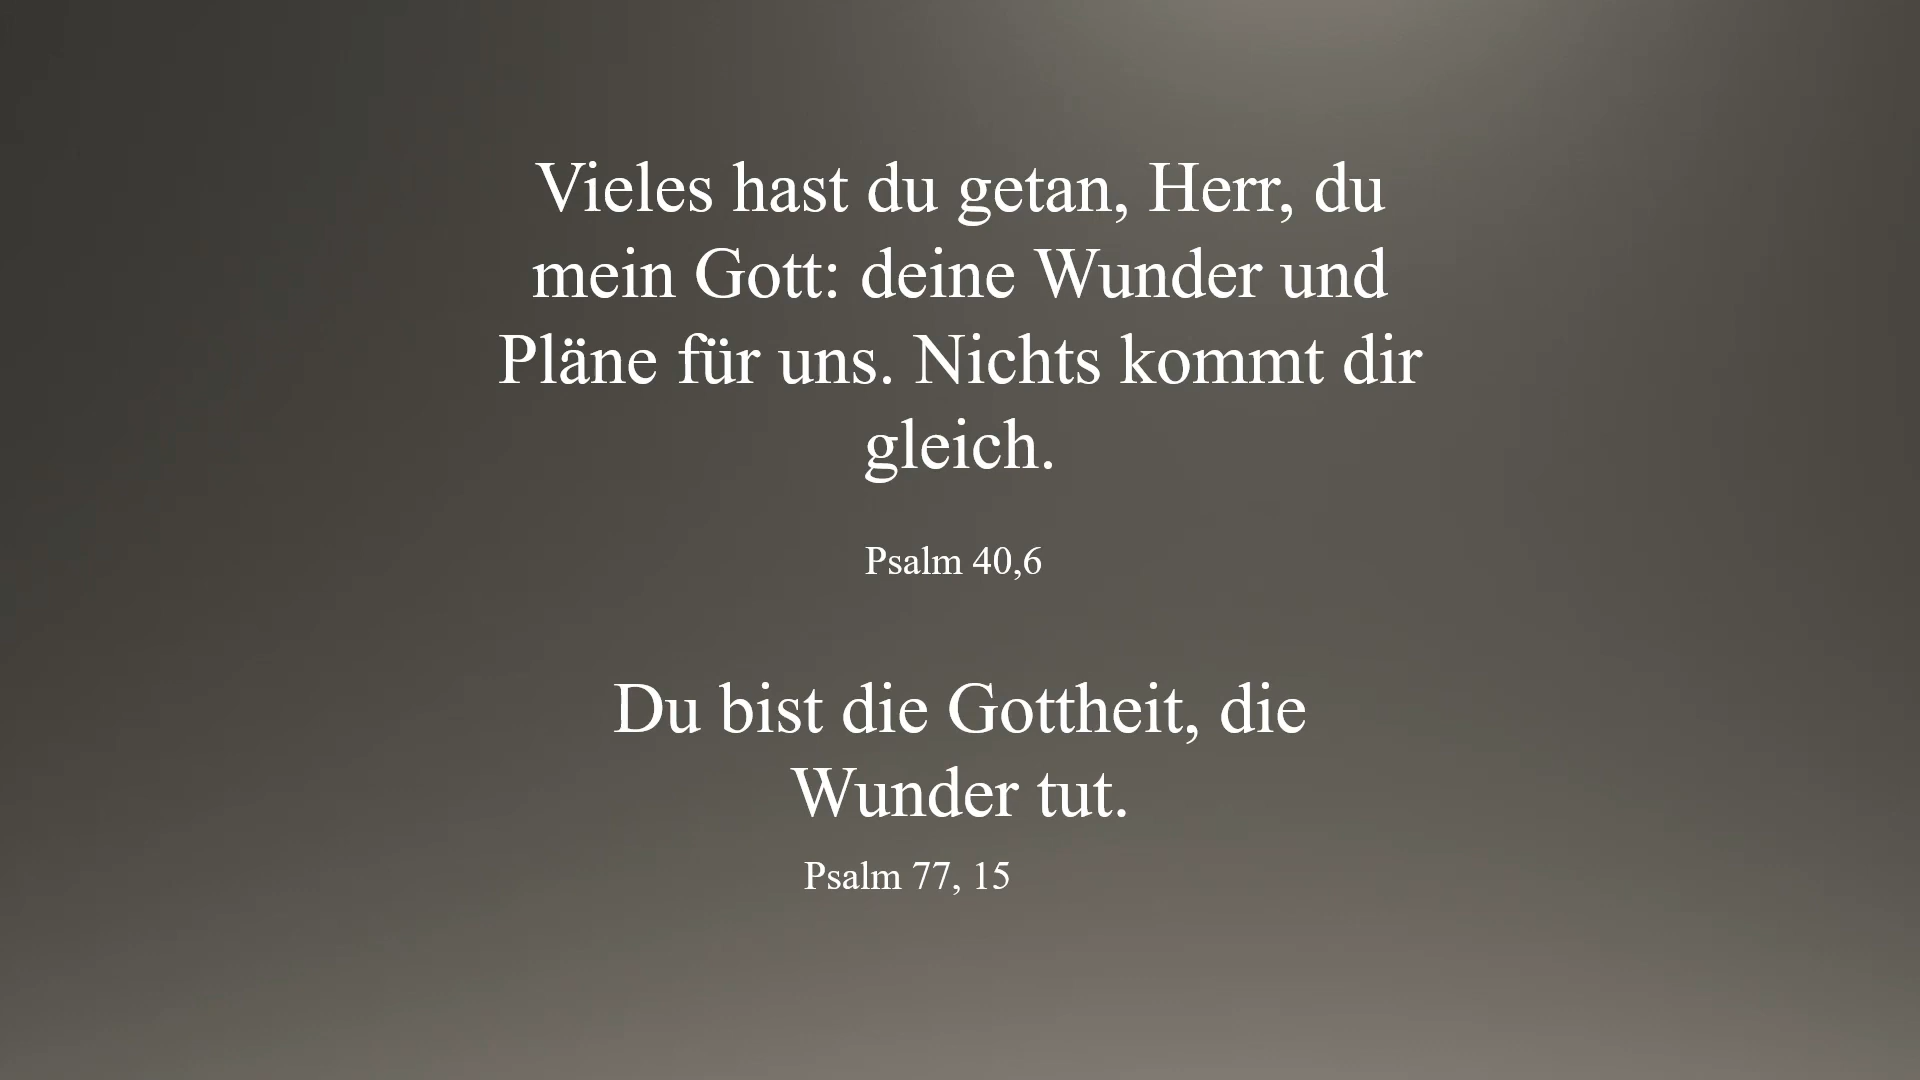 Vieles hast du getan, Herr, du
mein Gott: deine Wunder und
Pläne für uns. Nichts kommt dir
gleich.
Psalm 40,6
Du bist die Gottheit, die
Wunder tut.
Psalm 77, 15